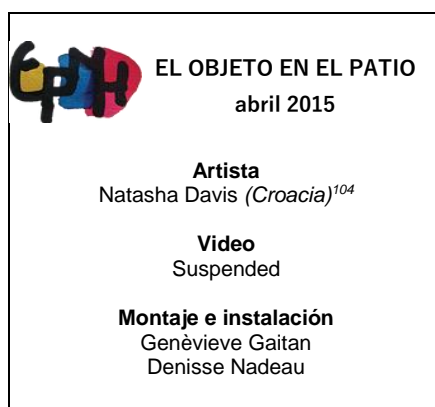 EPNH
EL OBJETO EN EL PATIO
abril 2015
Artista
Natasha Davis (Croacia)104
Video
Suspended
Montaje e instalación
Genèvieve Gaitan
Denisse Nadeau